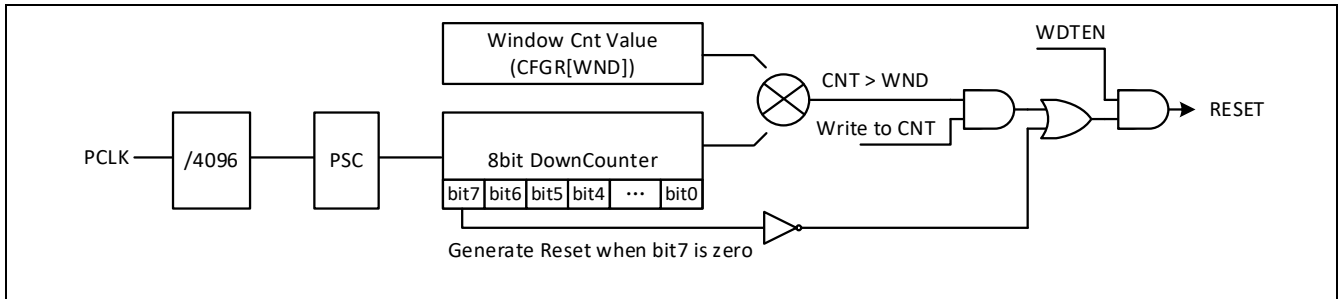 Window Cnt Value
(CFGR[WND])
WDTEN
CNT > WND
RESET
Write to CNT
PCLK
/4096
PSC
8bit DownCounter
bit7 bit6 bit5 bit4 ··· bit0
Generate Reset when bit7 is zero